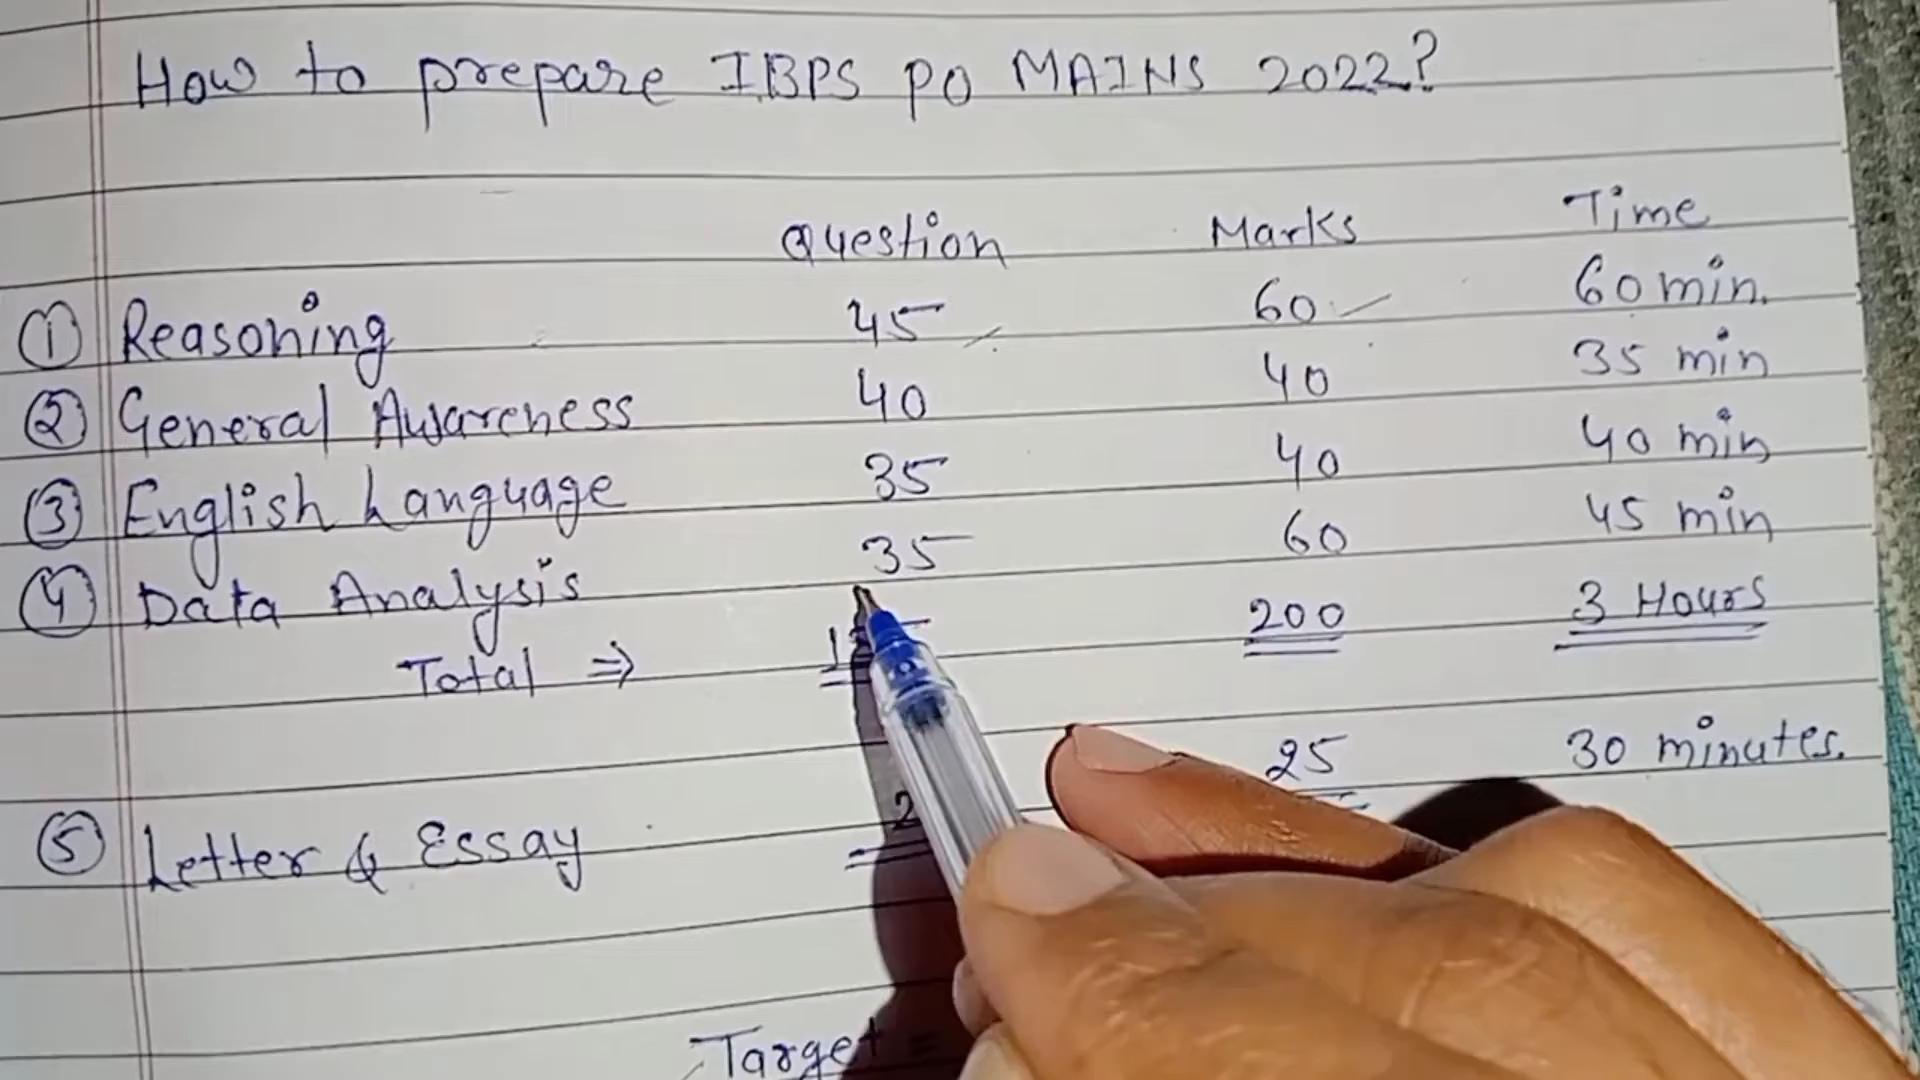 How to prepare IBPS PO MAINS 2022?
Question Marks Time
① Reasoning 45 60 60 min.
② General Awareness 40 40 35 min
③ English Language 35 40 40 min
④ Data Analysis 35 60 45 min
Total ⇒ 200 3 Hours
⑤ Letter & Essay 2 25 30 minutes.
Target =